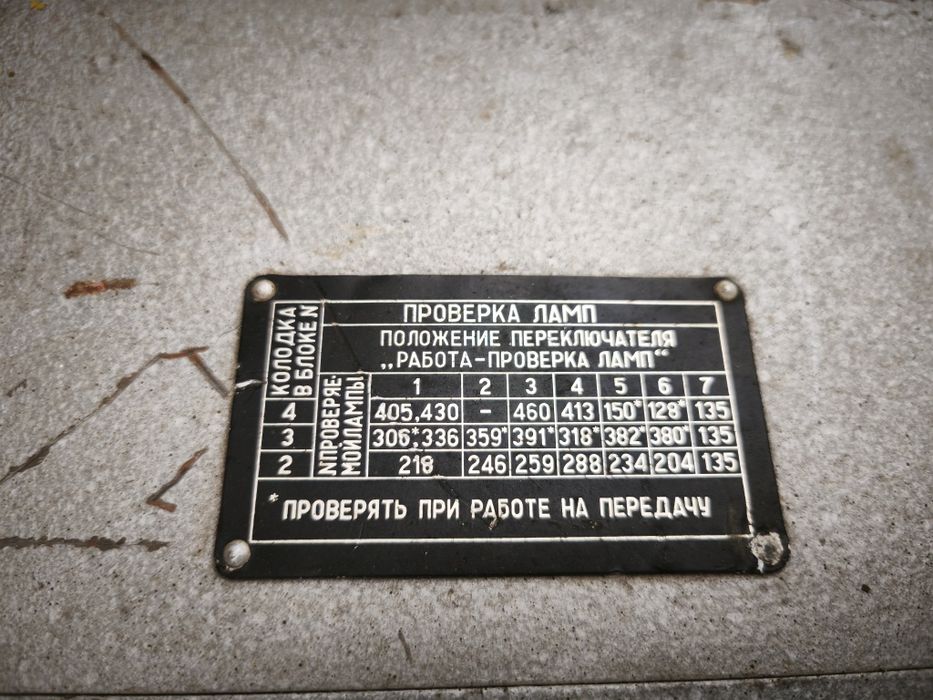 ПРОВЕРКА ЛАМП
КОЛОДКА В БЛОКЕ N
ПОЛОЖЕНИЕ ПЕРЕКЛЮЧАТЕЛЯ
„РАБОТА-ПРОВЕРКА ЛАМП"
N ПРОВЕРЯЕ-
МОЙ ЛАМПЫ
1 2 3 4 5 6 7
4 405,430 - 460 413 150* 128* 135
3 306*,336 359* 391* 318* 382* 380* 135
2 218 246 259 288 234 204 135
*ПРОВЕРЯТЬ ПРИ РАБОТЕ НА ПЕРЕДАЧУ